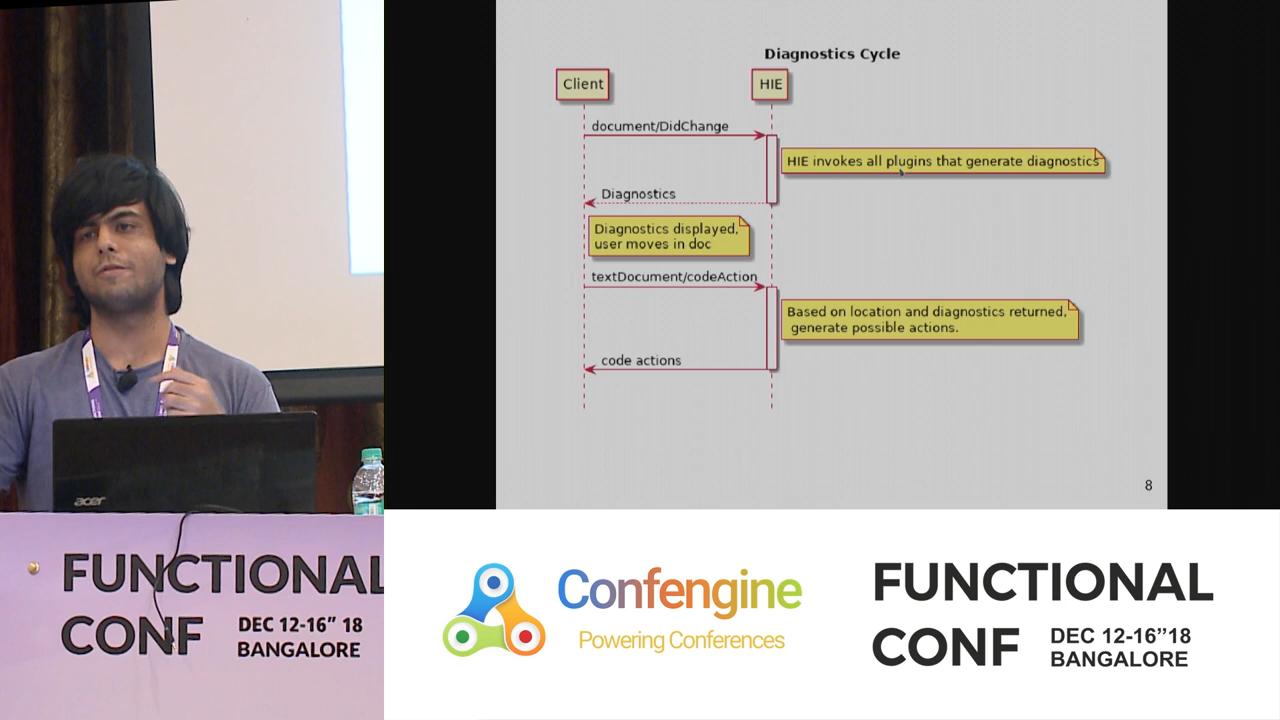 Diagnostics Cycle
Client
HIE
document/DidChange
HIE invokes all plugins that generate diagnostics
Diagnostics
Diagnostics displayed,
user moves in doc
textDocument/codeAction
Based on location and diagnostics returned,
generate possible actions.
code actions
8
acer
FUNCTIONAL
CONF
DEC 12-16" 18
BANGALORE
Confengine
Powering Conferences
FUNCTIONAL
CONF
DEC 12-16"18
BANGALORE